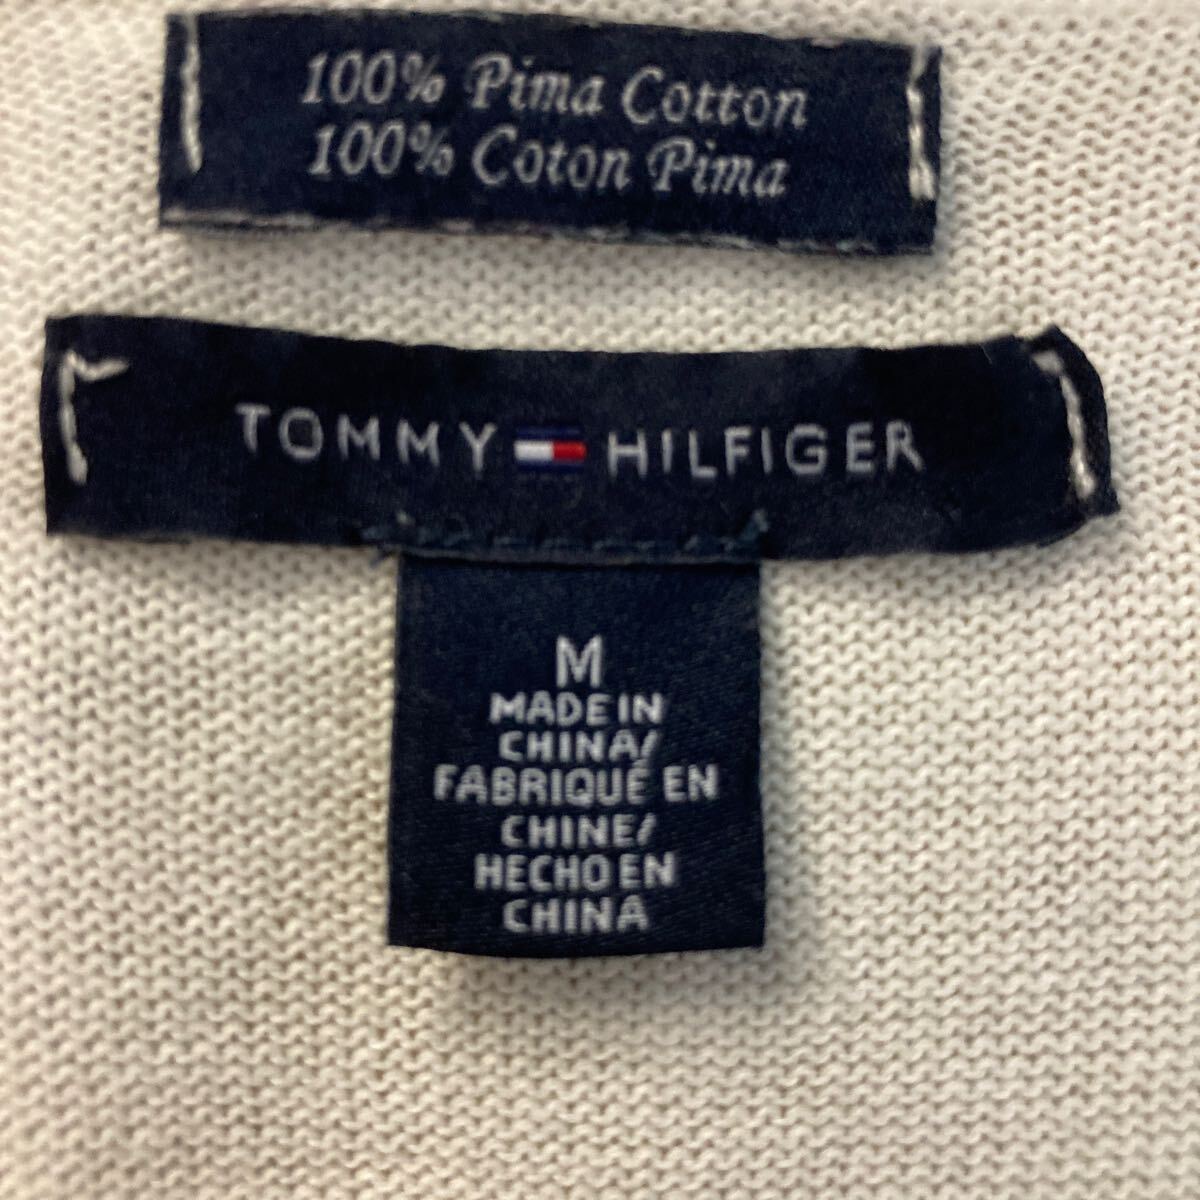 100% Pima Cotton
100% Coton Pima
TOMMY HILFIGER
M
MADE IN
CHINA/
FABRIQUÉ EN
CHINE/
HECHO EN
CHINA